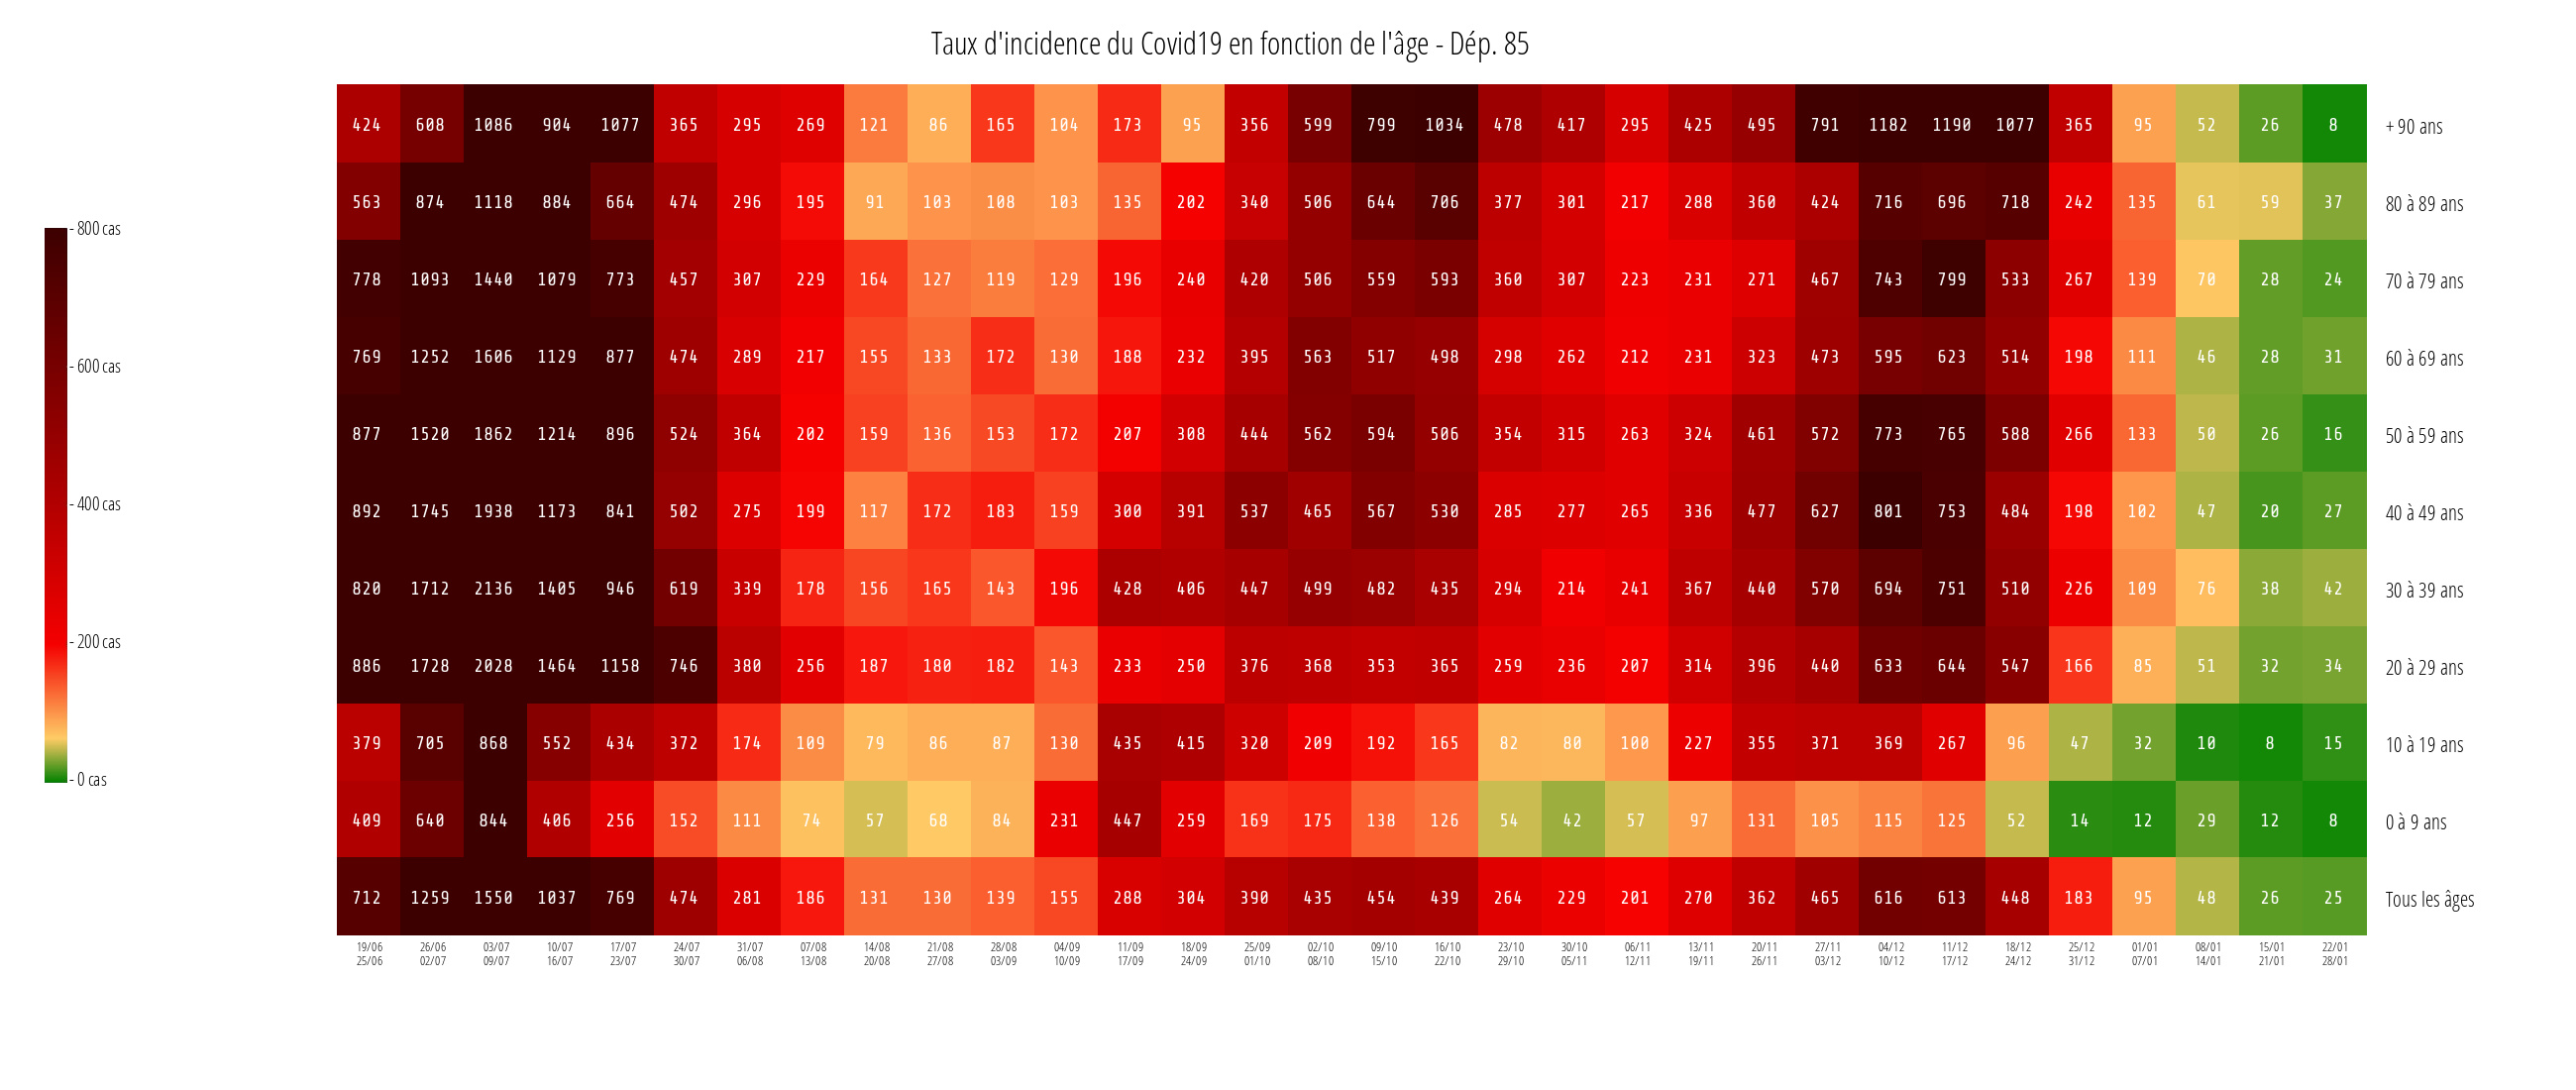 Taux d'incidence du Covid19 en fonction de l'âge - Dép. 85
424 608 1086 904 1077 365 295 269 121 86 165 104 173 95 356 599 799 1034 478 417 295 425 495 791 1182 1190 1077 365 95 52 26 8 + 90 ans
563 874 1118 884 664 474 296 195 91 103 108 103 135 202 340 506 644 706 377 301 217 288 360 424 716 696 718 242 135 61 59 37 80 à 89 ans
778 1093 1440 1079 773 457 307 229 164 127 119 129 196 240 420 506 559 593 360 307 223 231 271 467 743 799 533 267 139 70 28 24 70 à 79 ans
769 1252 1606 1129 877 474 289 217 155 133 172 130 188 232 395 563 517 498 298 262 212 231 323 473 595 623 514 198 111 46 28 31 60 à 69 ans
877 1520 1862 1214 896 524 364 202 159 136 153 172 207 308 444 562 594 506 354 315 263 324 461 572 773 765 588 266 133 50 26 16 50 à 59 ans
892 1745 1938 1173 841 502 275 199 117 172 183 159 300 391 537 465 567 530 285 277 265 336 477 627 801 753 484 198 102 47 20 27 40 à 49 ans
820 1712 2136 1405 946 619 339 178 156 165 143 196 428 406 447 499 482 435 294 214 241 367 440 570 694 751 510 226 109 76 38 42 30 à 39 ans
886 1728 2028 1464 1158 746 380 256 187 180 182 143 233 250 376 368 353 365 259 236 207 314 396 440 633 644 547 166 85 51 32 34 20 à 29 ans
379 705 868 552 434 372 174 109 79 86 87 130 435 415 320 209 192 165 82 80 100 227 355 371 369 267 96 47 32 10 8 15 10 à 19 ans
409 640 844 406 256 152 111 74 57 68 84 231 447 259 169 175 138 126 54 42 57 97 131 105 115 125 52 14 12 29 12 8 0 à 9 ans
712 1259 1550 1037 769 474 281 186 131 130 139 155 288 304 390 435 454 439 264 229 201 270 362 465 616 613 448 183 95 48 26 25 Tous les âges
19/06 26/06 03/07 10/07 17/07 24/07 31/07 07/08 14/08 21/08 28/08 04/09 11/09 18/09 25/09 02/10 09/10 16/10 23/10 30/10 06/11 13/11 20/11 27/11 04/12 11/12 18/12 25/12 01/01 08/01 15/01 22/01
25/06 02/07 09/07 16/07 23/07 30/07 06/08 13/08 20/08 27/08 03/09 10/09 17/09 24/09 01/10 08/10 15/10 22/10 29/10 05/11 12/11 19/11 26/11 03/12 10/12 17/12 24/12 31/12 07/01 14/01 21/01 28/01
- 800 cas
- 600 cas
- 400 cas
- 200 cas
- 0 cas